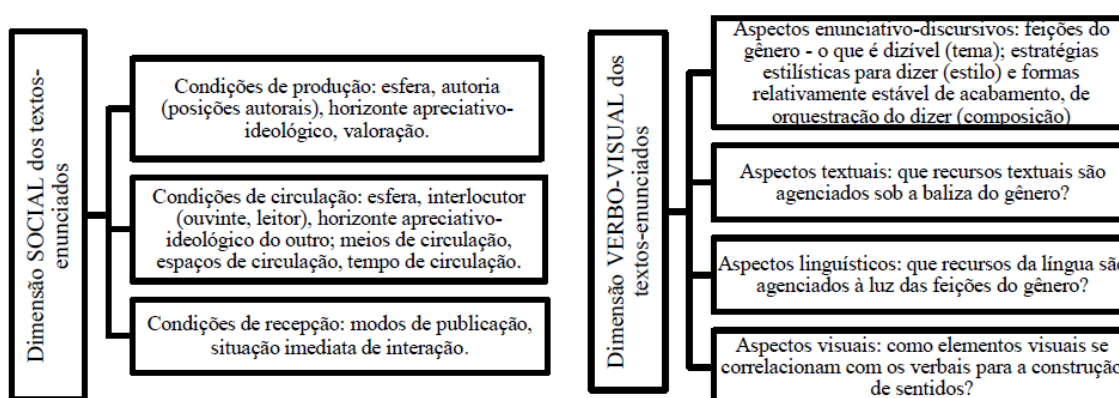 Dimensão SOCIAL dos textos-
enunciados
Condições de produção: esfera, autoria
(posições autorais), horizonte apreciativo-
ideológico, valoração.
Condições de circulação: esfera, interlocutor
(ouvinte, leitor), horizonte apreciativo-
ideológico do outro; meios de circulação,
espaços de circulação, tempo de circulação.
Condições de recepção: modos de publicação,
situação imediata de interação.
Dimensão VERBO-VISUAL dos
textos-enunciados
Aspectos enunciativo-discursivos: feições do
gênero - o que é dizível (tema); estratégias
estilísticas para dizer (estilo) e formas
relativamente estável de acabamento, de
orquestração do dizer (composição)
Aspectos textuais: que recursos textuais são
agenciados sob a baliza do gênero?
Aspectos linguísticos: que recursos da língua são
agenciados à luz das feições do gênero?
Aspectos visuais: como elementos visuais se
correlacionam com os verbais para a construção
de sentidos?